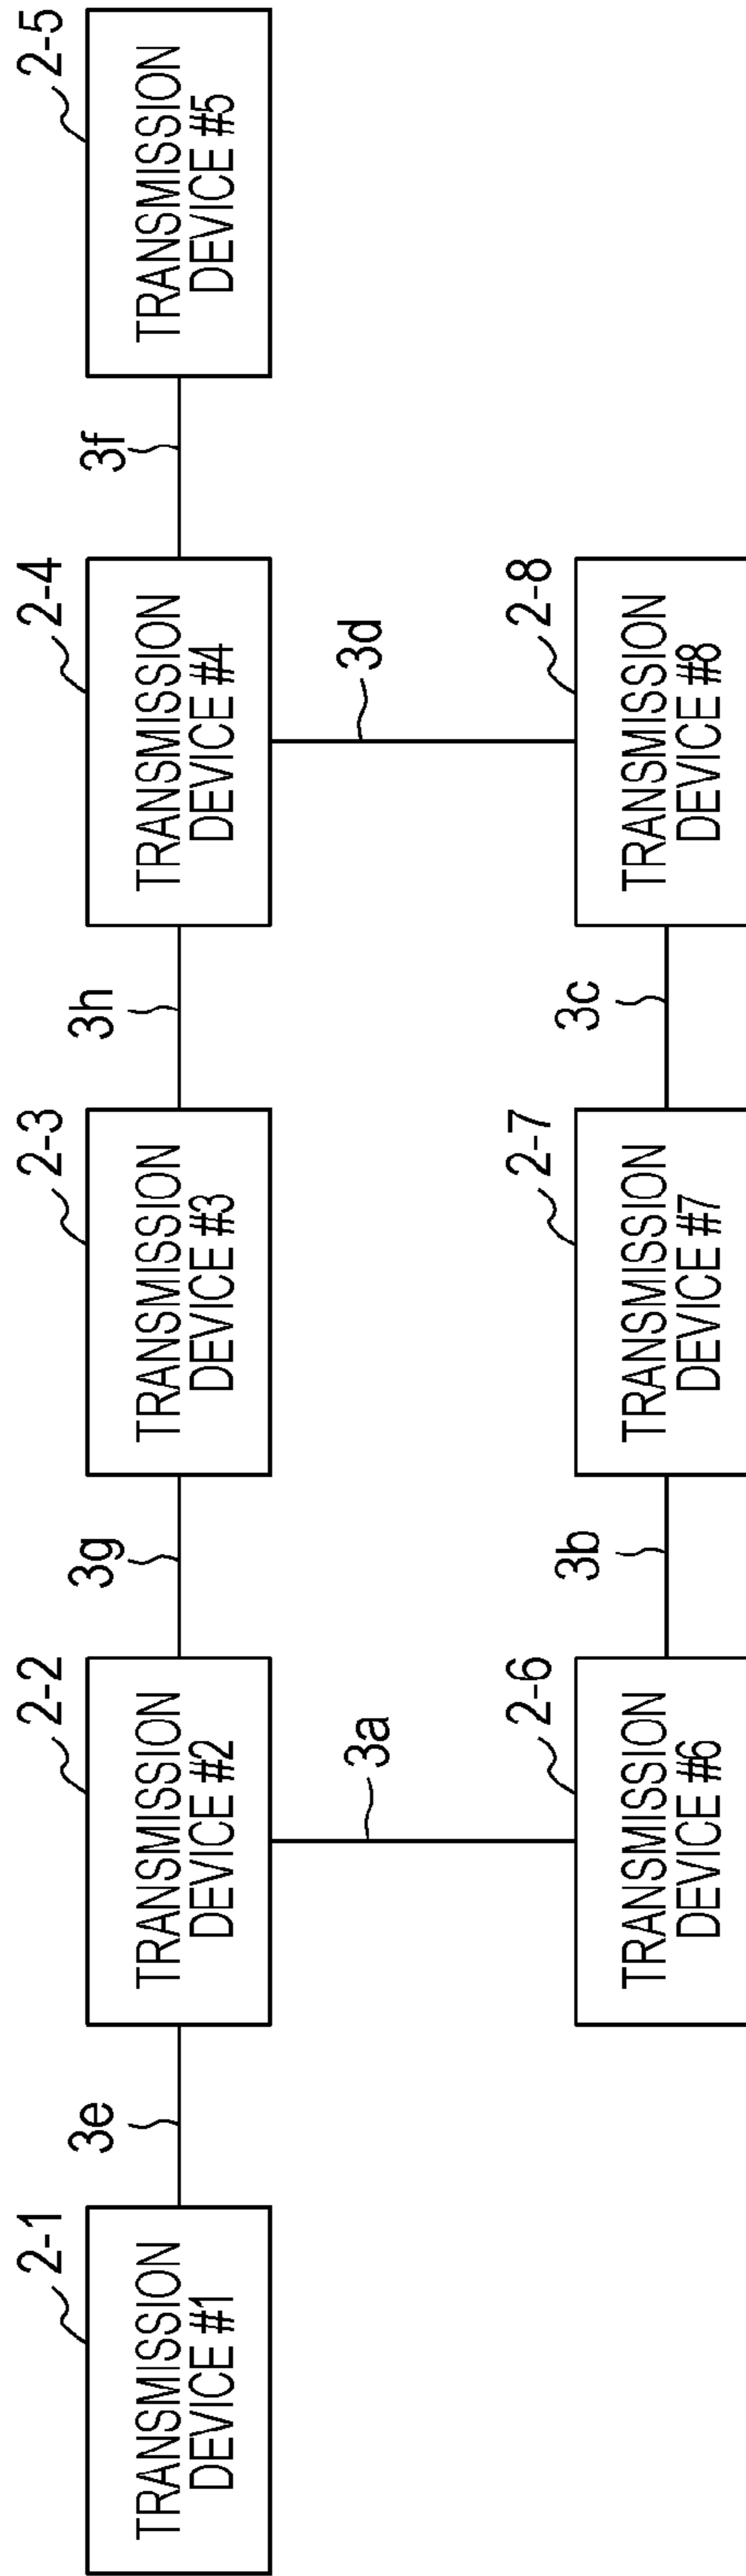 2-1
TRANSMISSION
DEVICE #1
3e
2-2
TRANSMISSION
DEVICE #2
3g
2-3
TRANSMISSION
DEVICE #3
3h
2-4
TRANSMISSION
DEVICE #4
3f
2-5
TRANSMISSION
DEVICE #5
3a
3d
2-6
TRANSMISSION
DEVICE #6
3b
2-7
TRANSMISSION
DEVICE #7
3c
2-8
TRANSMISSION
DEVICE #8